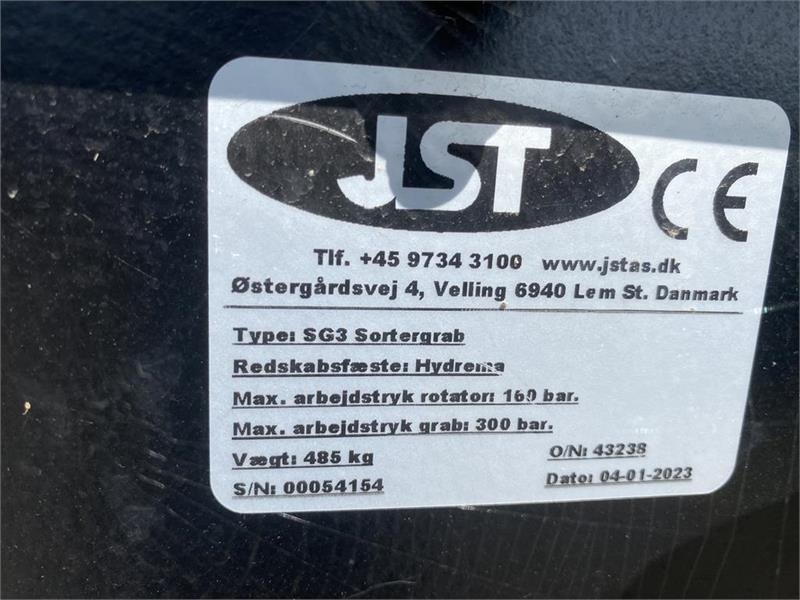 JST
CE
Tlf. +45 9734 3100 www.jstas.dk
Østergårdsvej 4, Velling 6940 Lem St. Danmark
Type: SG3 Sortergrab
Redskabsfæste: Hydrema
Max. arbejdstryk rotator: 160 bar.
Max. arbejdstryk grab: 300 bar.
Vægt: 485 kg O/N: 43238
S/N: 00054154 Dato: 04-01-2023